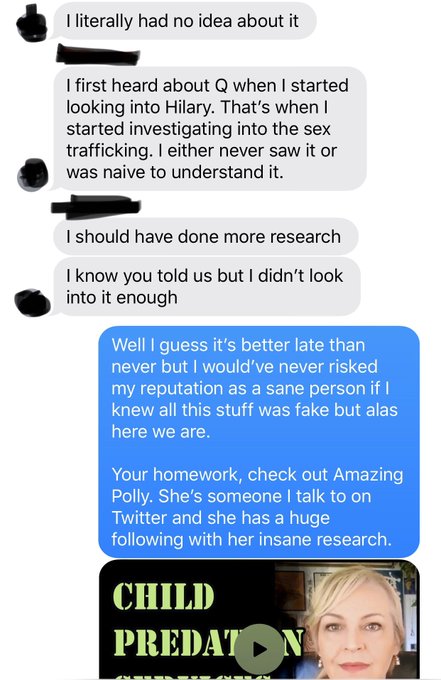 I literally had no idea about it
I first heard about Q when I started
looking into Hilary. That’s when I
started investigating into the sex
trafficking. I either never saw it or
was naive to understand it.
I should have done more research
I know you told us but I didn’t look
into it enough
Well I guess it’s better late than
never but I would’ve never risked
my reputation as a sane person if I
knew all this stuff was fake but alas
here we are.
Your homework, check out Amazing
Polly. She’s someone I talk to on
Twitter and she has a huge
following with her insane research.
CHILD